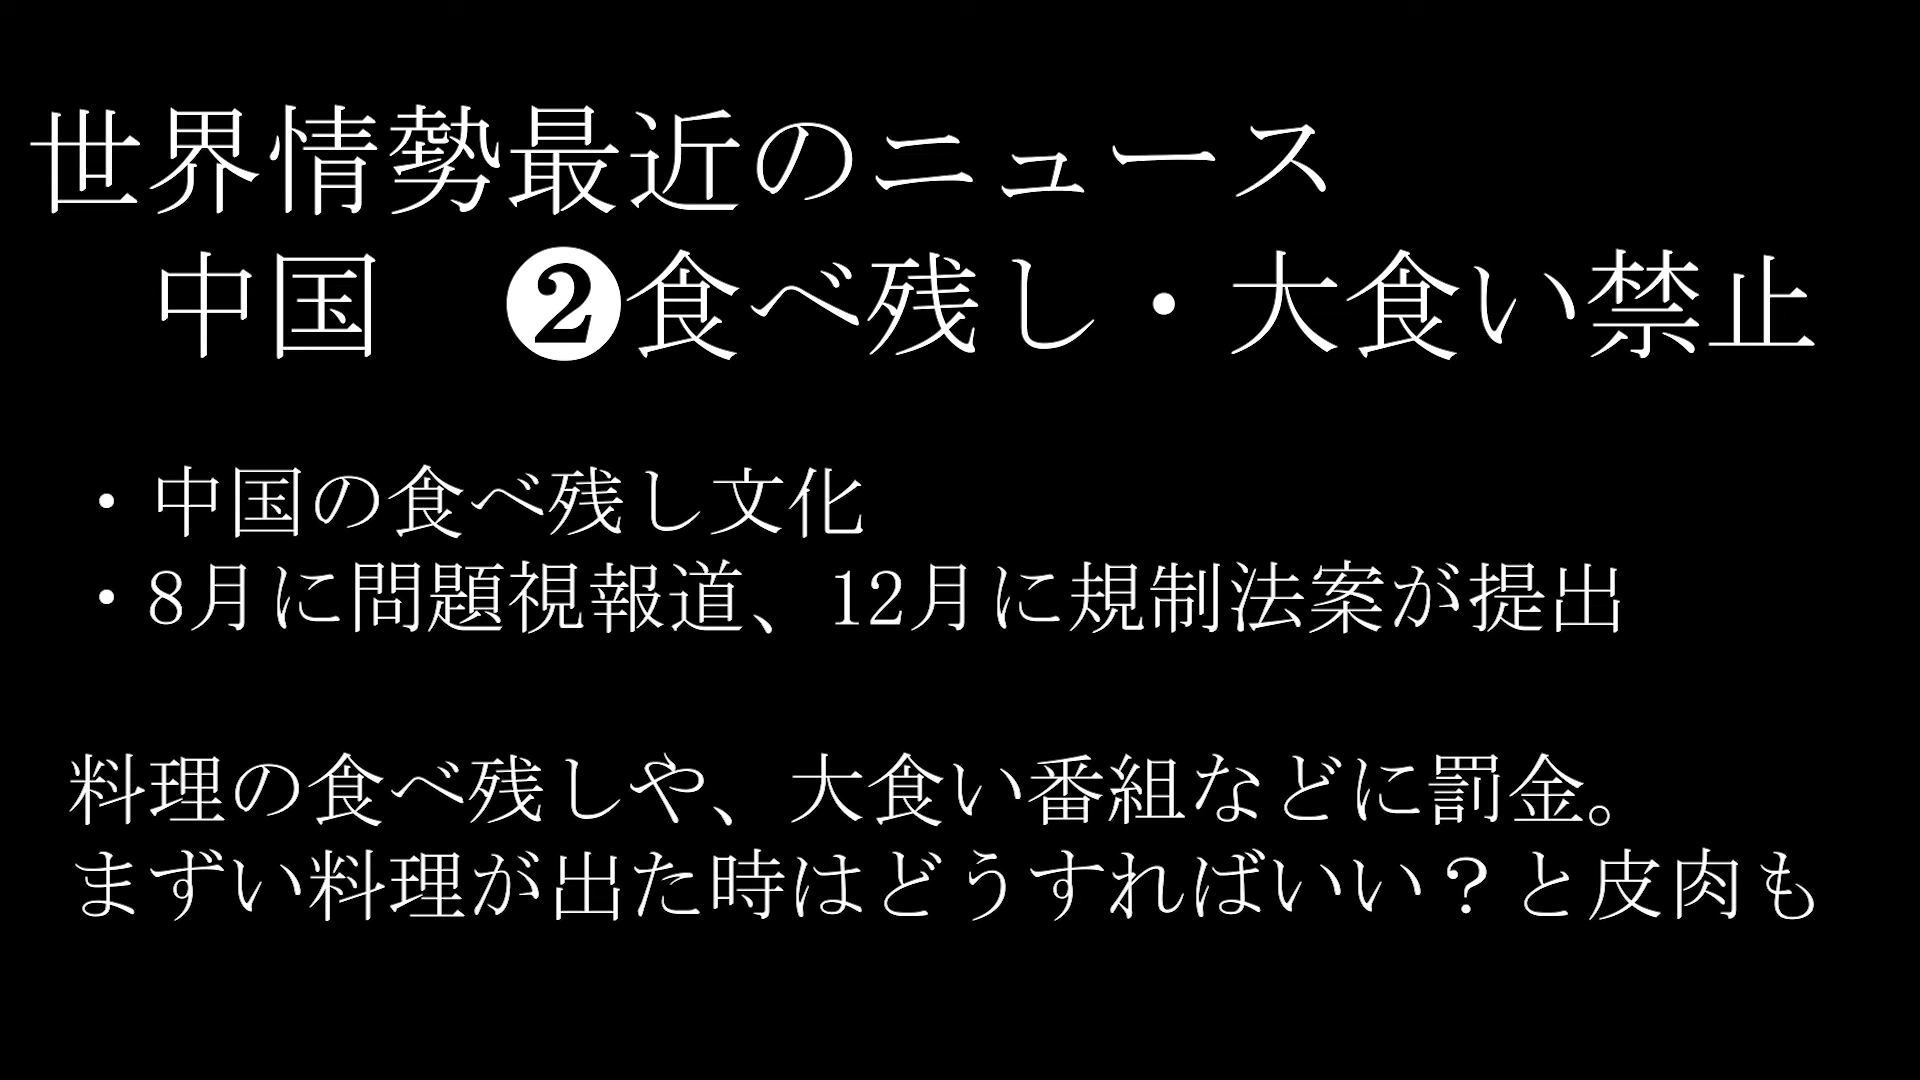 世界情勢最近のニュース
中国　❷食べ残し・大食い禁止
・中国の食べ残し文化
・8月に問題視報道、12月に規制法案が提出
料理の食べ残しや、大食い番組などに罰金。
まずい料理が出た時はどうすればいい？と皮肉も